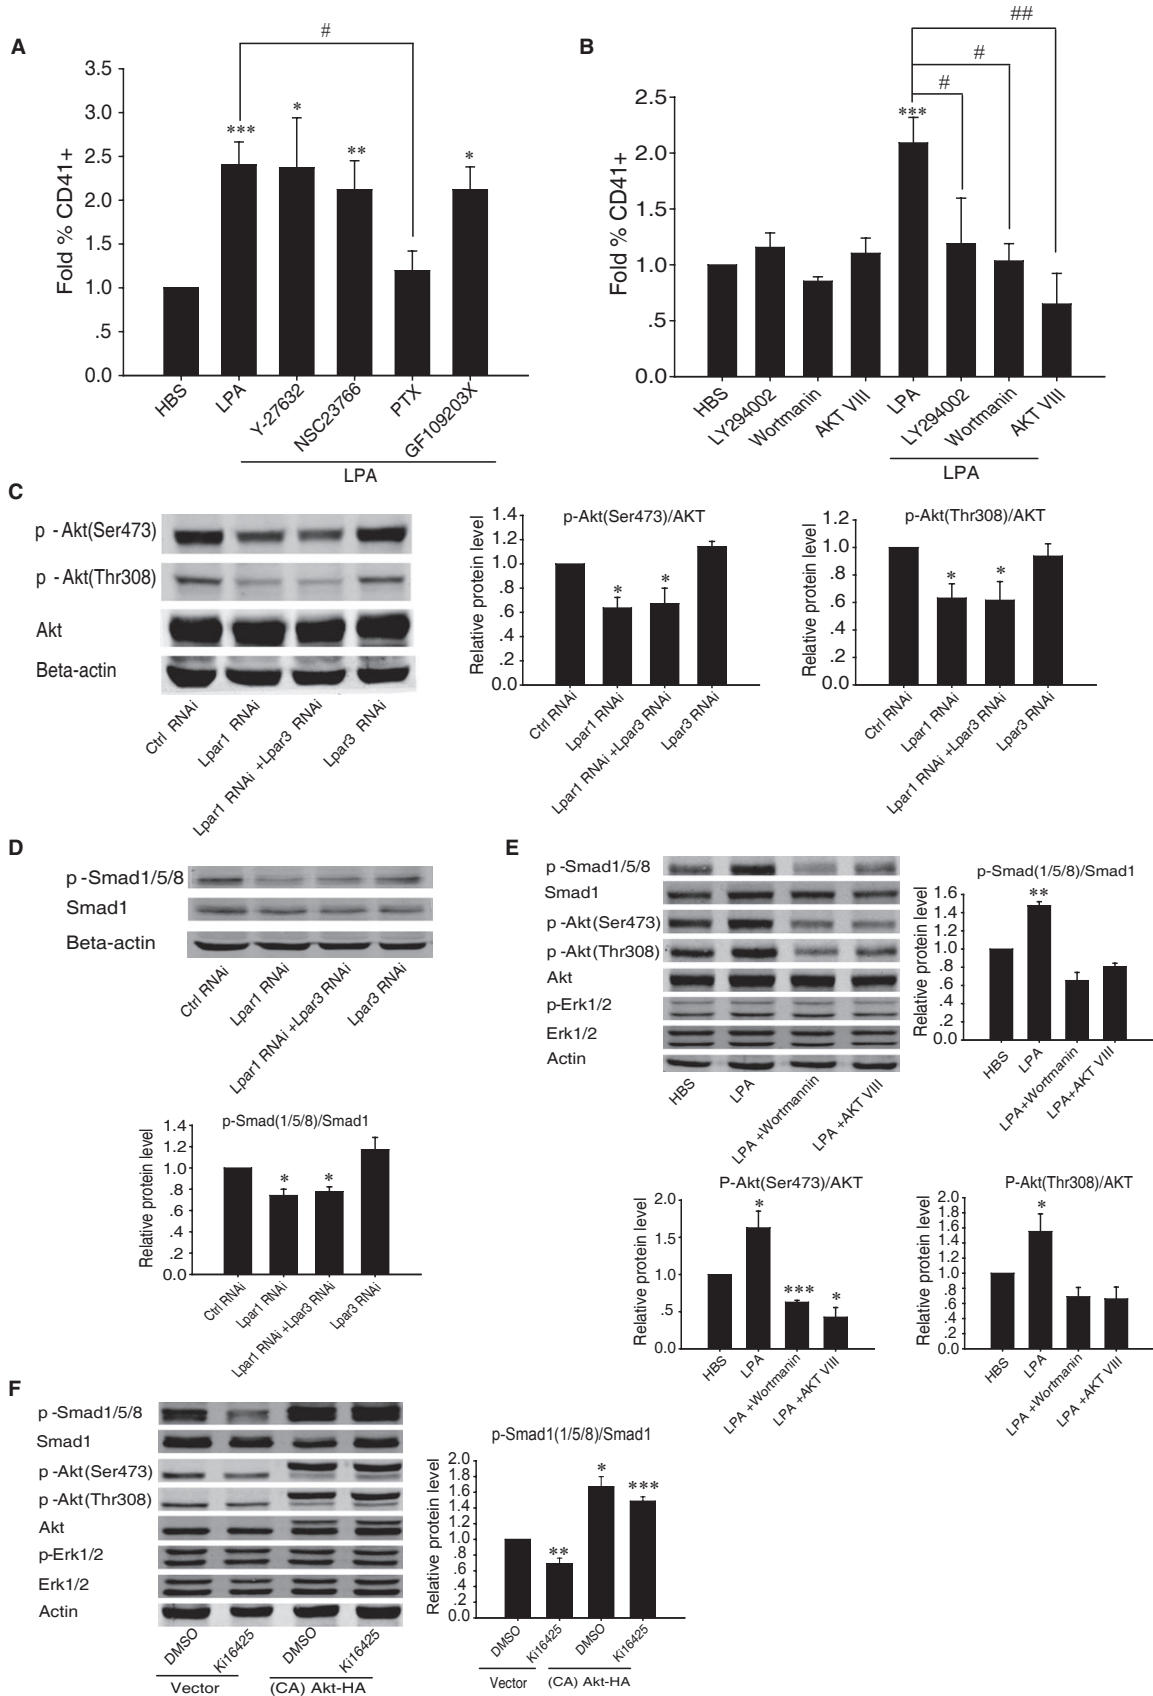 A
#
Fold % CD41+
3.5
3.0
2.5
2.0
1.5
1.0
.5
0.0
***
*
**
*
HBS
LPA
Y-27632
NSC23766
PTX
GF109203X
LPA
B
##
#
#
***
Fold % CD41+
2.5
2.0
1.5
1.0
.5
0.0
HBS
LY294002
Wortmanin
AKT VIII
LPA
LY294002
Wortmanin
AKT VIII
LPA
C
p - Akt(Ser473)
p - Akt(Thr308)
Akt
Beta-actin
Ctrl RNAi
Lpar1 RNAi
Lpar1 RNAi +Lpar3 RNAi
Lpar3 RNAi
p-Akt(Ser473)/AKT
Relative protein level
1.4
1.2
1.0
.8
.6
.4
.2
0.0
*
*
Ctrl RNAi
Lpar1 RNAi
Lpar1 RNAi +Lpar3 RNAi
Lpar3 RNAi
p-Akt(Thr308)/AKT
Relative protein level
1.2
1.0
.8
.6
.4
.2
0.0
*
*
Ctrl RNAi
Lpar1 RNAi
Lpar1 RNAi +Lpar3 RNAi
Lpar3 RNAi
D
p -Smad1/5/8
Smad1
Beta-actin
Ctrl RNAi
Lpar1 RNAi
Lpar1 RNAi +Lpar3 RNAi
Lpar3 RNAi
p-Smad(1/5/8)/Smad1
Relative protein level
1.4
1.2
1.0
.8
.6
.4
.2
0.0
*
*
Ctrl RNAi
Lpar1 RNAi
Lpar1 RNAi +Lpar3 RNAi
Lpar3 RNAi
E
p -Smad1/5/8
Smad1
p -Akt(Ser473)
p -Akt(Thr308)
Akt
p-Erk1/2
Erk1/2
Actin
HBS
LPA
LPA +Wortmannin
LPA +AKT VIII
p-Smad(1/5/8)/Smad1
Relative protein level
1.6
1.4
1.2
1.0
.8
.6
.4
.2
0.0
**
HBS
LPA
LPA+Wortmannin
LPA+AKT VIII
P-Akt(Ser473)/AKT
Relative protein level
2.0
1.5
1.0
.5
0.0
*
***
*
HBS
LPA
LPA +Wortmanin
LPA +AKT VIII
P-Akt(Thr308)/AKT
Relative protein level
2.0
1.8
1.6
1.4
1.2
1.0
.8
.6
.4
.2
0.0
*
HBS
LPA
LPA +Wortmanin
LPA +AKT VIII
F
p -Smad1/5/8
Smad1
p -Akt(Ser473)
p -Akt(Thr308)
Akt
p-Erk1/2
Erk1/2
Actin
DMSO
Ki16425
DMSO
Ki16425
Vector
(CA) Akt-HA
p-Smad1(1/5/8)/Smad1
Relative protein level
2.0
1.8
1.6
1.4
1.2
1.0
.8
.6
.4
.2
0.0
**
*
***
DMSO
Ki16425
DMSO
Ki16425
Vector
(CA) Akt-HA